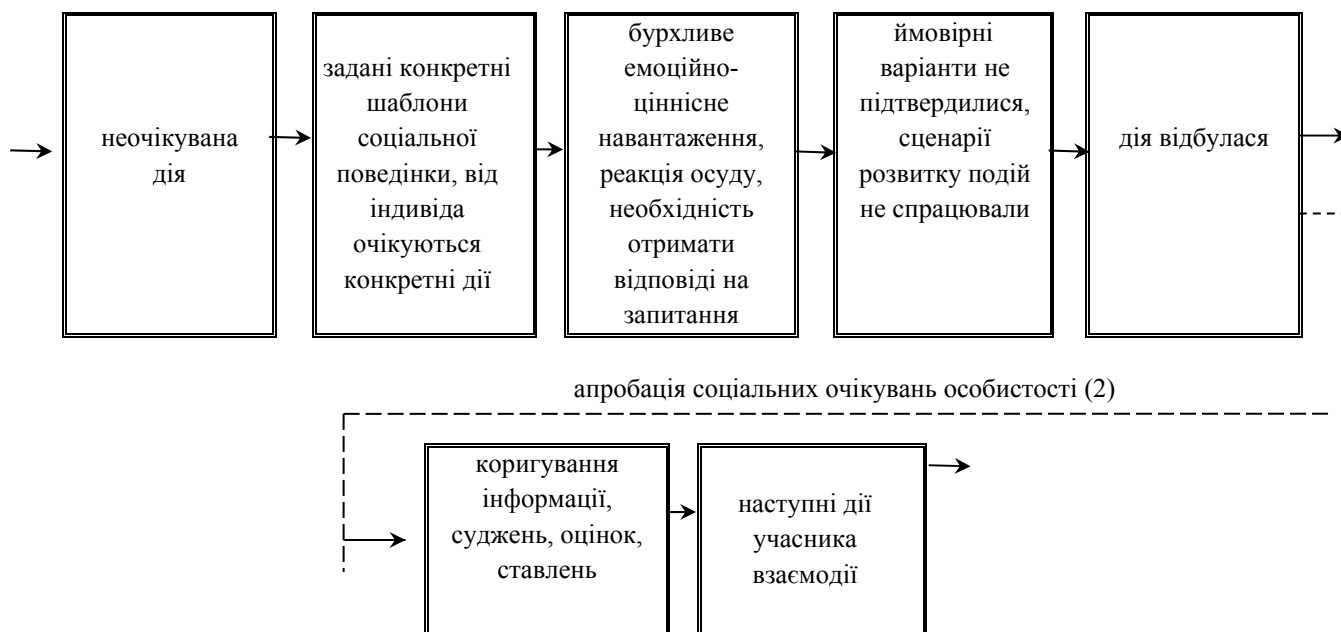 неочікувана
дія
задані конкретні
шаблони
соціальної
поведінки, від
індивіда
очікуються
конкретні дії
бурхливе
емоційно-
ціннісне
навантаження,
реакція осуду,
необхідність
отримати
відповіді на
запитання
ймовірні
варіанти не
підтвердилися,
сценарії
розвитку подій
не спрацювали
дія відбулася
апробація соціальних очікувань особистості (2)
коригування
інформації,
суджень, оцінок,
ставлень
наступні дії
учасника
взаємодії